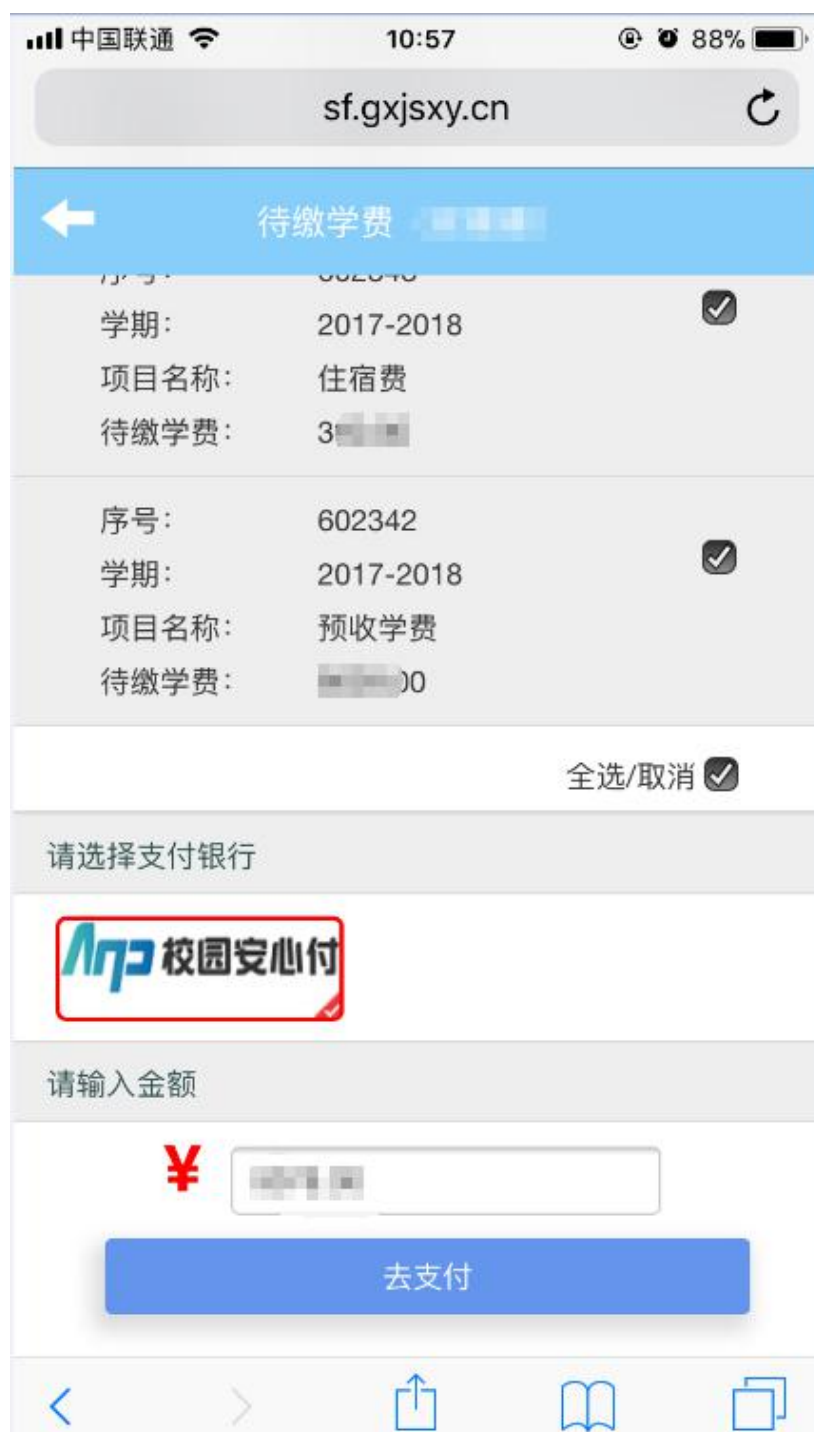 中国联通 10:57 88%
sf.gxjsxy.cn
待缴学费
学期: 2017-2018
项目名称: 住宿费
待缴学费: 3
序号: 602342
学期: 2017-2018
项目名称: 预收学费
待缴学费: 00
全选/取消
请选择支付银行
校园安心付
请输入金额
¥
去支付